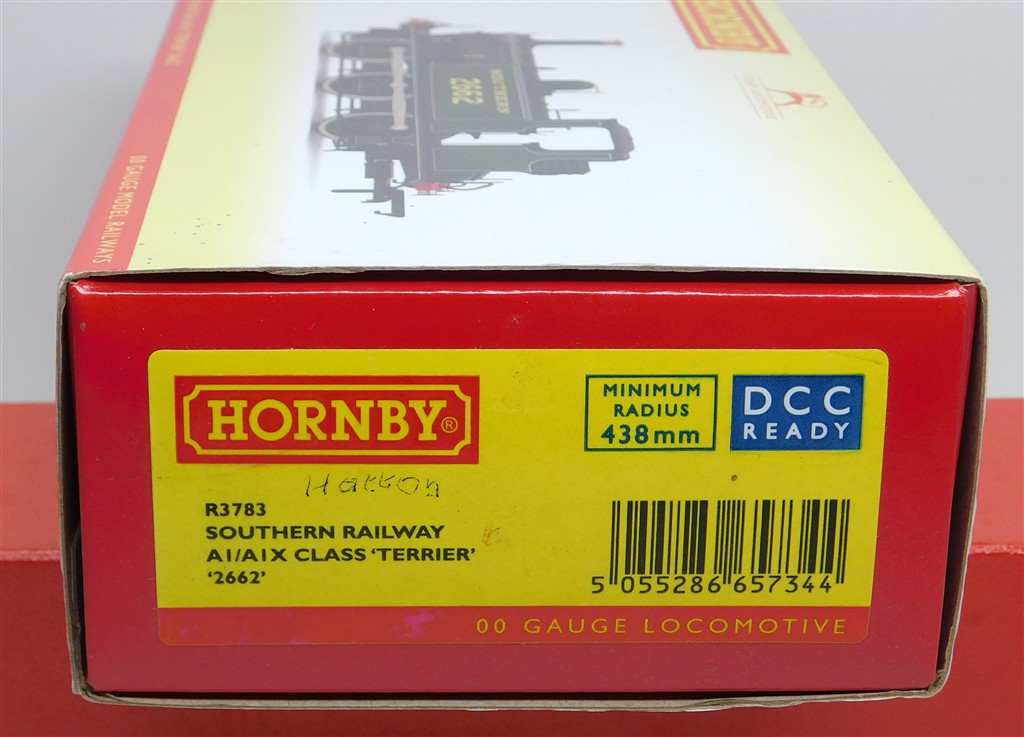 HORNBY
00 GAUGE MODEL RAILWAYS
SOUTHERN
2662
HORNBY®
MINIMUM
RADIUS
438mm
DCC
READY
R3783
SOUTHERN RAILWAY
A1/A1X CLASS ‘TERRIER’
‘2662’
5 055286 657344
00 GAUGE LOCOMOTIVE